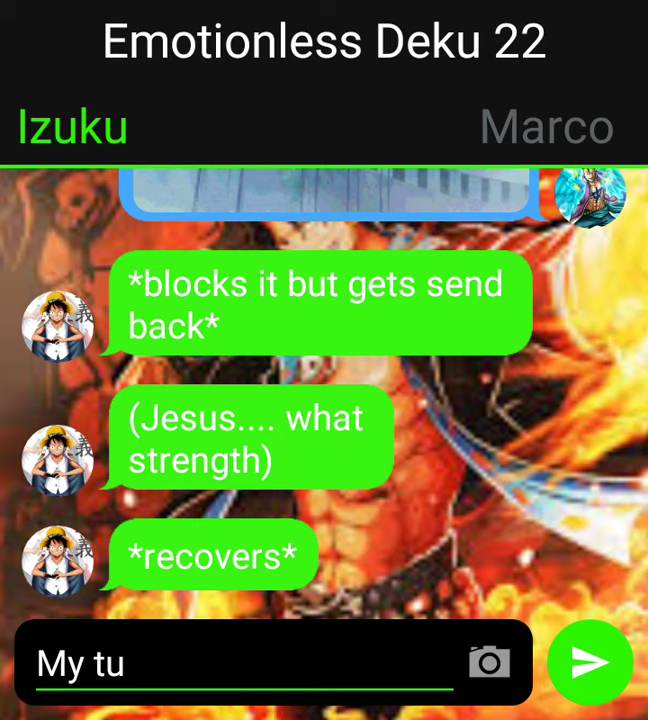 Emotionless Deku 22
Izuku
Marco
*blocks it but gets send
back*
(Jesus.... what
strength)
*recovers*
My tu